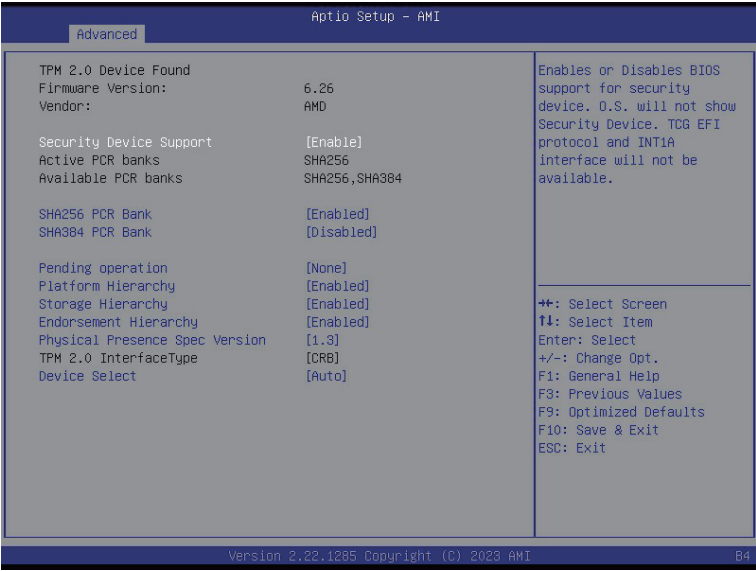 Aptio Setup - AMI
Advanced
TPM 2.0 Device Found
Firmware Version: 6.26
Vendor: AMD
Security Device Support [Enable]
Active PCR banks SHA256
Available PCR banks SHA256,SHA384
SHA256 PCR Bank [Enabled]
SHA384 PCR Bank [Disabled]
Pending operation [None]
Platform Hierarchy [Enabled]
Storage Hierarchy [Enabled]
Endorsement Hierarchy [Enabled]
Physical Presence Spec Version [1.3]
TPM 2.0 InterfaceType [CRB]
Device Select [Auto]
Enables or Disables BIOS
support for security
device. O.S. will not show
Security Device. TCG EFI
protocol and INT1A
interface will not be
available.
→←: Select Screen
↑↓: Select Item
Enter: Select
+/-: Change Opt.
F1: General Help
F3: Previous Values
F9: Optimized Defaults
F10: Save & Exit
ESC: Exit
Version 2.22.1285 Copyright (C) 2023 AMI
B4